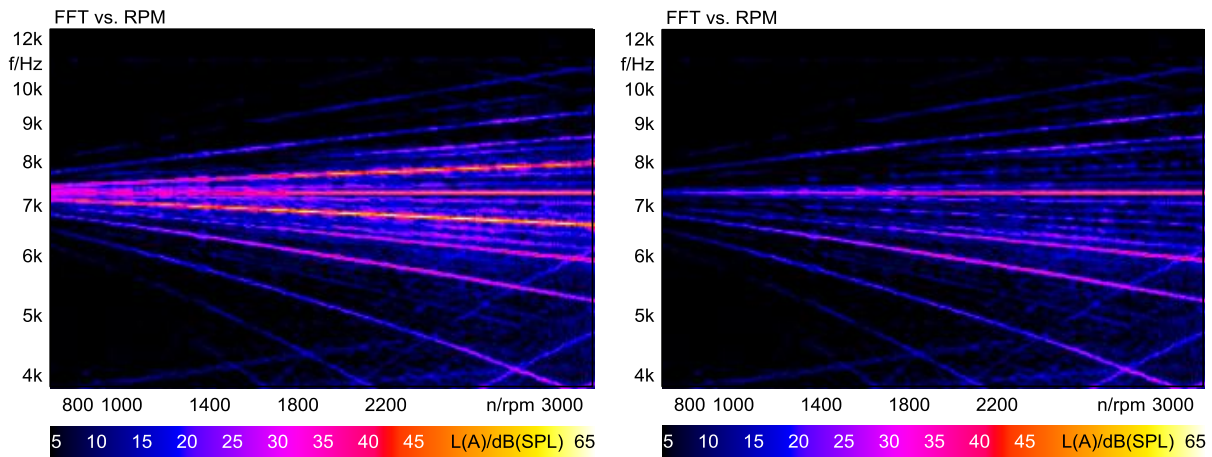 FFT vs. RPM
12k
f/Hz
10k
9k
8k
7k
6k
5k
4k
800 1000 1400 1800 2200 n/rpm 3000
5 10 15 20 25 30 35 40 45 L(A)/dB(SPL) 65
FFT vs. RPM
12k
f/Hz
10k
9k
8k
7k
6k
5k
4k
800 1000 1400 1800 2200 n/rpm 3000
5 10 15 20 25 30 35 40 45 L(A)/dB(SPL) 65